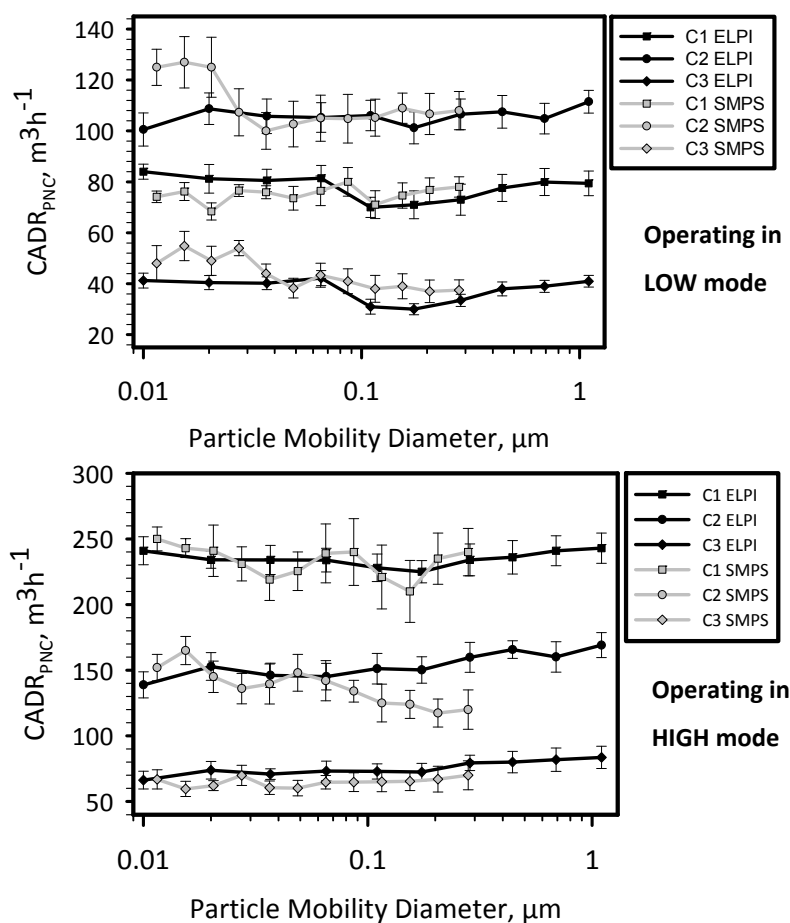 140
120
100
80
60
40
20
CADR_PNC, m³h⁻¹
0.01
0.1
1
Particle Mobility Diameter, µm
C1 ELPI
C2 ELPI
C3 ELPI
C1 SMPS
C2 SMPS
C3 SMPS
Operating in
LOW mode
300
250
200
150
100
50
CADR_PNC, m³h⁻¹
0.01
0.1
1
Particle Mobility Diameter, µm
C1 ELPI
C2 ELPI
C3 ELPI
C1 SMPS
C2 SMPS
C3 SMPS
Operating in
HIGH mode